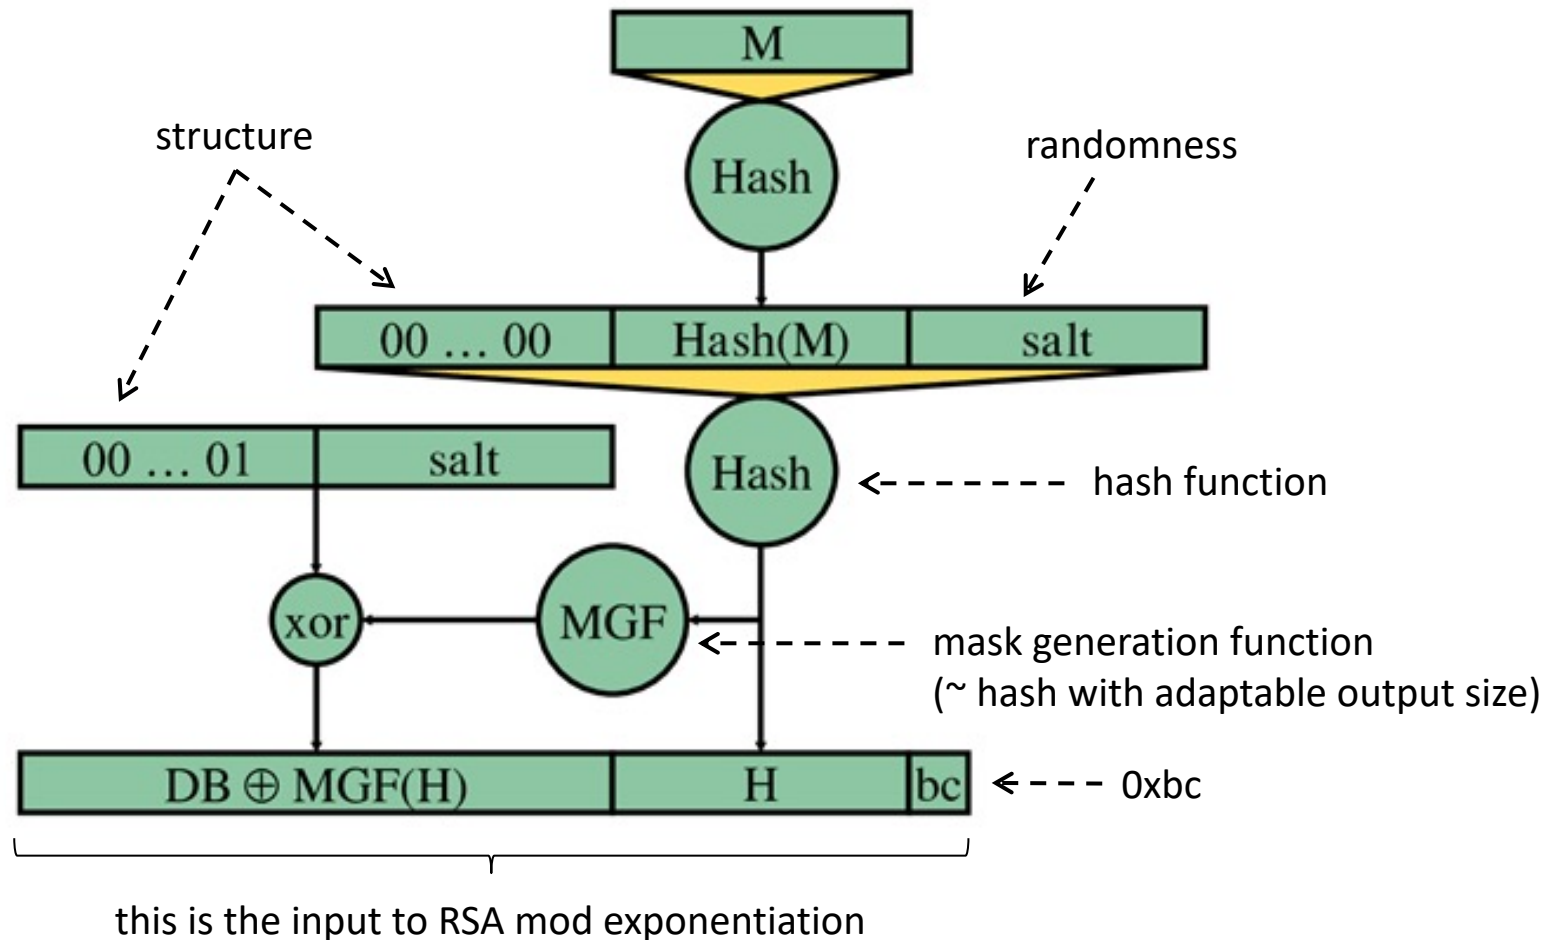 M
structure
randomness
Hash
00 … 00 Hash(M) salt
00 … 01 salt
Hash
hash function
xor
MGF
mask generation function
(~ hash with adaptable output size)
DB ⊕ MGF(H) H bc
0xbc
this is the input to RSA mod exponentiation